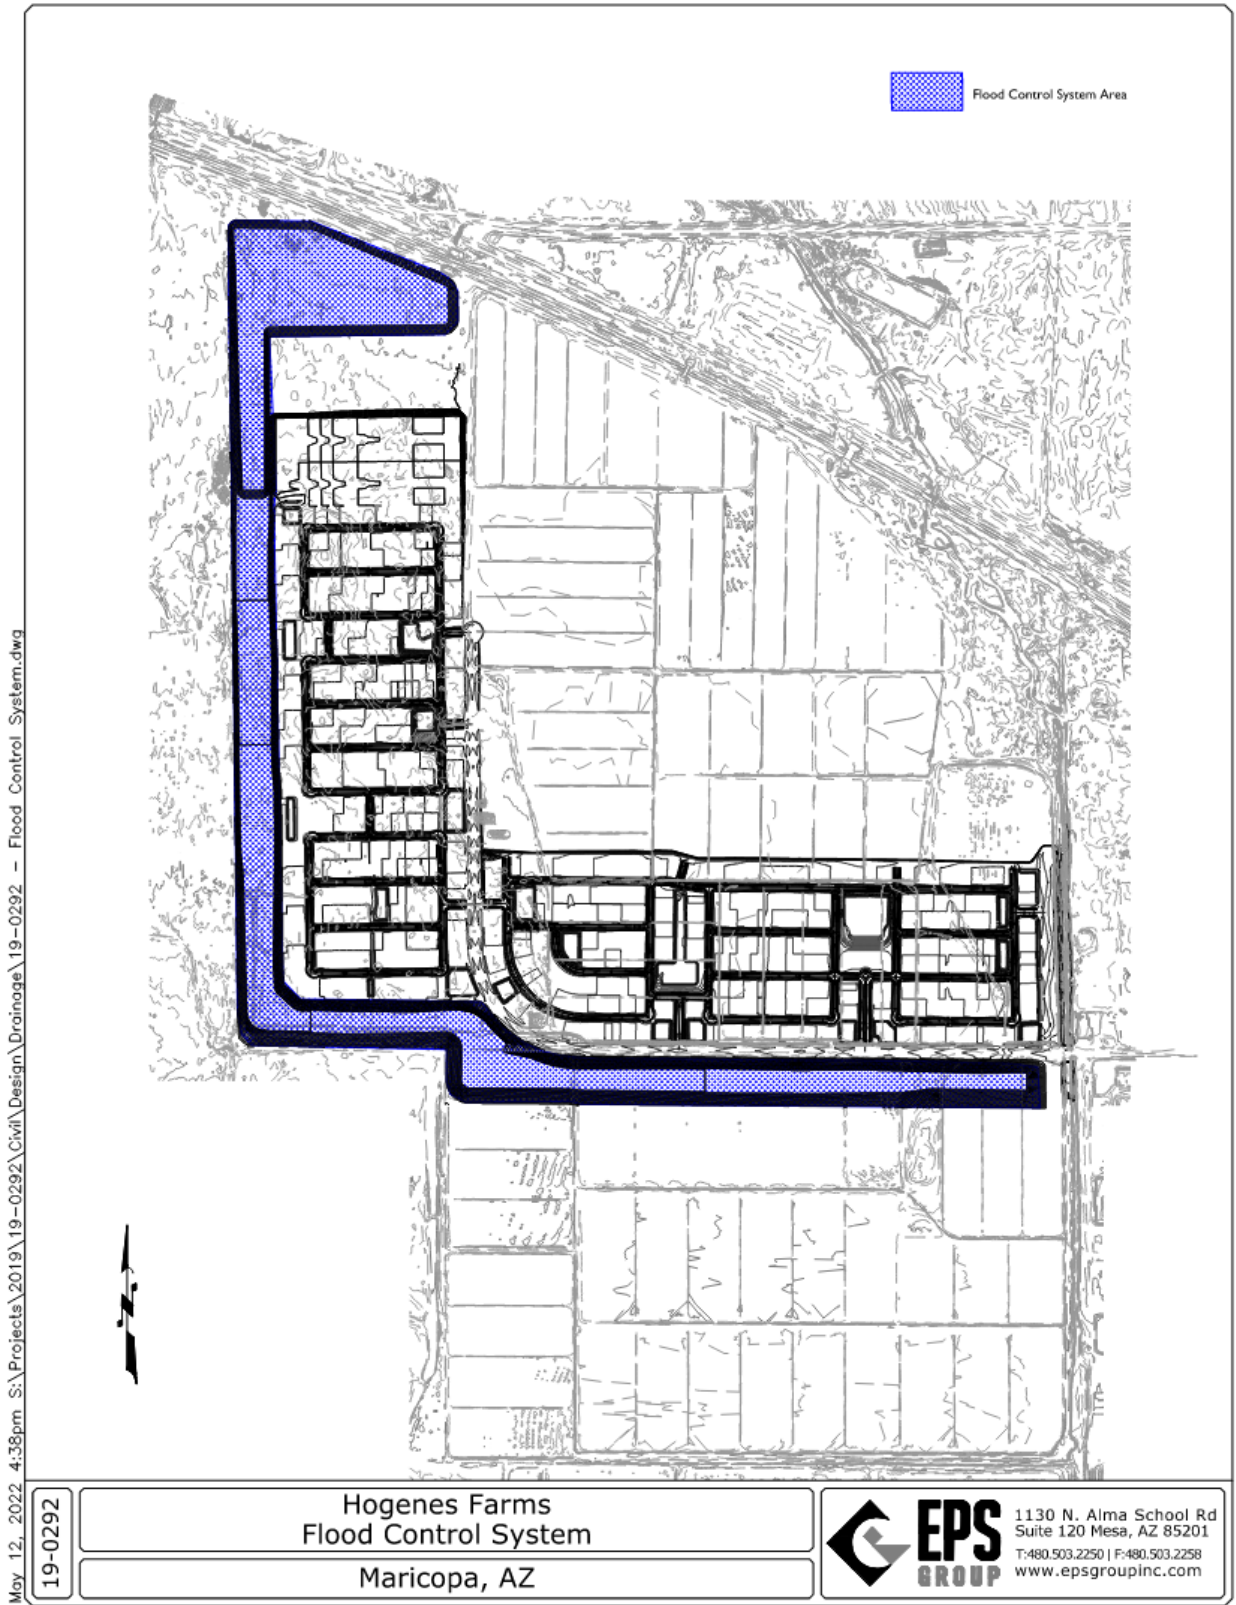 Flood Control System Area
May 12, 2022 4:38pm S:\Projects\2019\19-0292\Civil\Design\Drainage\19-0292 - Flood Control System.dwg
19-0292
Hogenes Farms
Flood Control System
Maricopa, AZ
EPS
GROUP
1130 N. Alma School Rd
Suite 120 Mesa, AZ 85201
T:480.503.2250 | F:480.503.2258
www.epsgroupinc.com